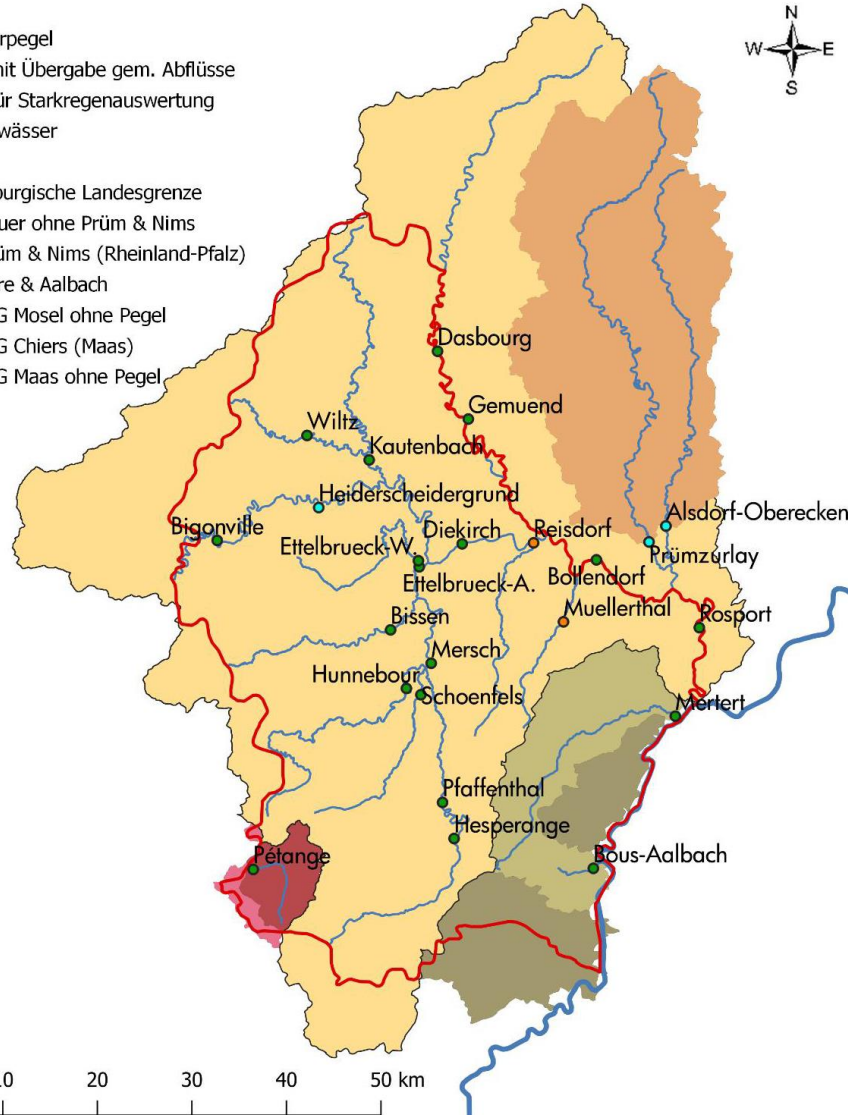 N
W E
S
rpegel
nit Übergabe gem. Abflüsse
ür Starkregenauswertung
wässer
burgische Landesgrenze
uer ohne Prüm & Nims
üm & Nims (Rheinland-Pfalz)
re & Aalbach
G Mosel ohne Pegel
G Chiers (Maas)
G Maas ohne Pegel
Dasbourg
Gemuend
Wiltz
Kautenbach
Heiderscheidergrund
Alsdorf-Oberecken
Bigonville
Diekirch
Reisdorf
Ettelbrueck-W.
Prümzurlay
Ettelbrueck-A.
Bollendorf
Bissen
Muellerthal
Rosport
Mersch
Hunnebour
Schoenfels
Mertert
Pfaffenthal
Hesperange
Pétange
Bous-Aalbach
10 20 30 40 50 km